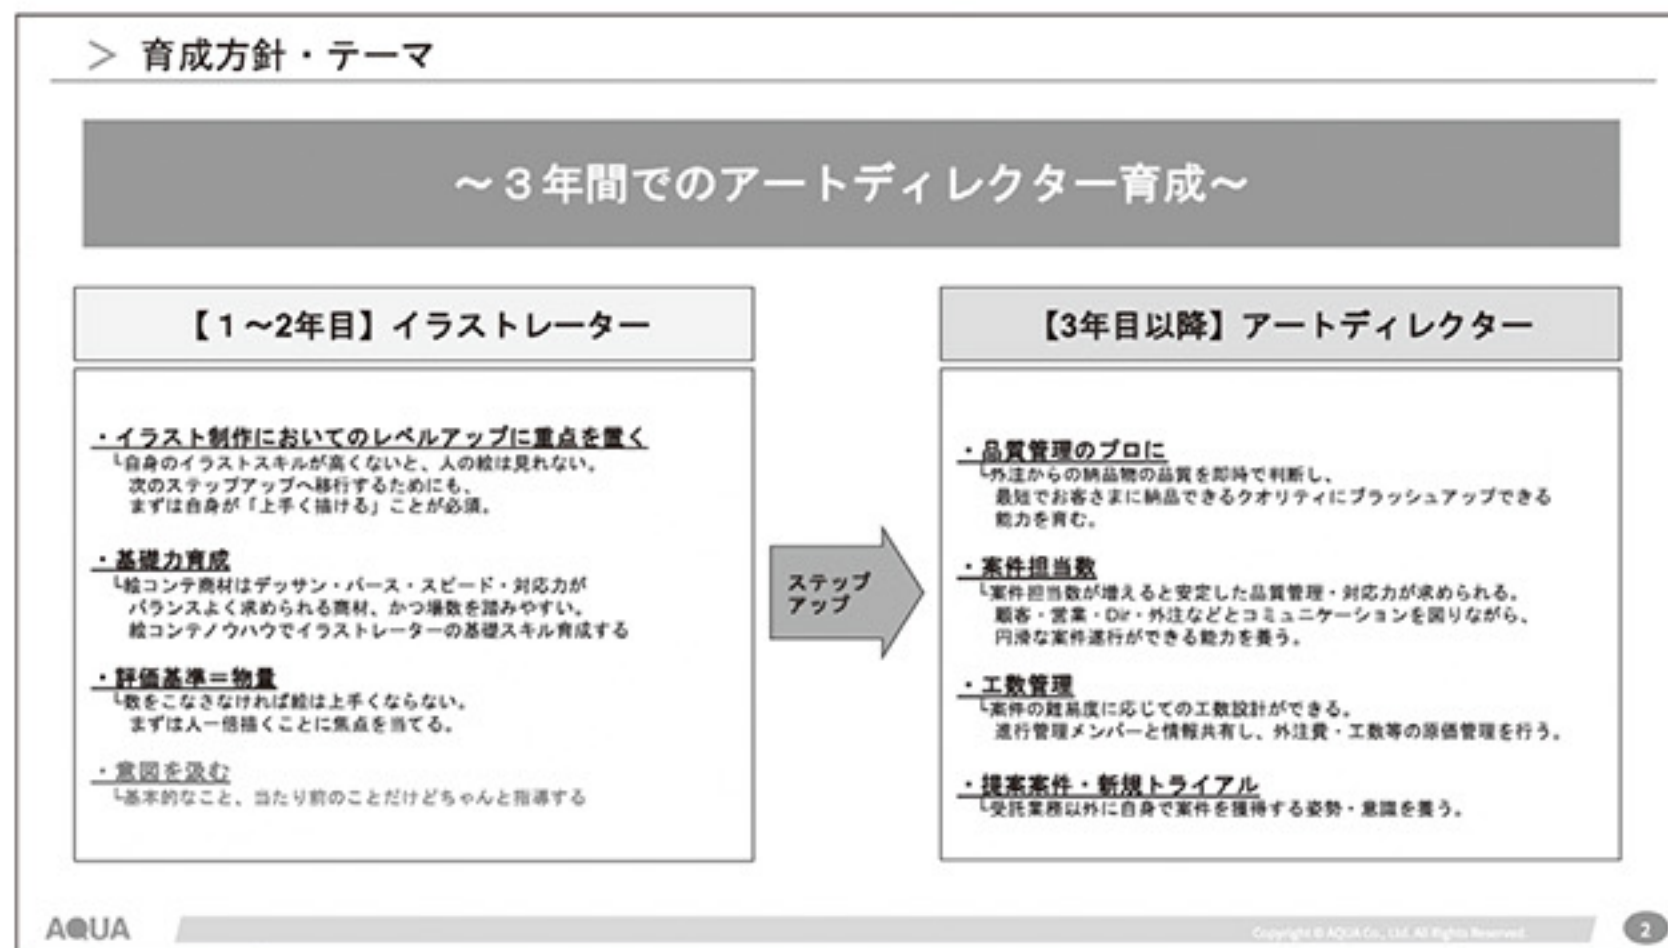 ＞ 育成方針・テーマ
～３年間でのアートディレクター育成～
【１～2年目】イラストレーター
・イラスト制作においてのレベルアップに重点を置く
└自身のイラストスキルが高くないと、人の絵は見れない。
次のステップアップへ移行するためにも、
まずは自身が「上手く描ける」ことが必須。
・基礎力育成
└絵コンテ商材はデッサン・パース・スピード・対応力が
バランスよく求められる商材、かつ場数を踏みやすい。
絵コンテノウハウでイラストレーターの基礎スキル育成する
・評価基準＝物量
└数をこなさなければ絵は上手くならない。
まずは人一倍描くことに焦点を当てる。
・意図を汲む
└基本的なこと、当たり前のことだけどちゃんと指導する
ステップ
アップ
【3年目以降】アートディレクター
・品質管理のプロに
└外注からの納品物の品質を即時で判断し、
最短でお客さまに納品できるクオリティにブラッシュアップできる
能力を育む。
・案件担当数
└案件担当数が増えると安定した品質管理・対応力が求められる。
顧客・営業・Dir・外注などとコミュニケーションを図りながら、
円滑な案件遂行ができる能力を養う。
・工数管理
└案件の難易度に応じての工数設計ができる。
進行管理メンバーと情報共有し、外注費・工数等の原価管理を行う。
・提案案件・新規トライアル
└受託業務以外に自身で案件を獲得する姿勢・意識を養う。
AQUA
Copyright © AQUA Co., Ltd. All Rights Reserved.
2